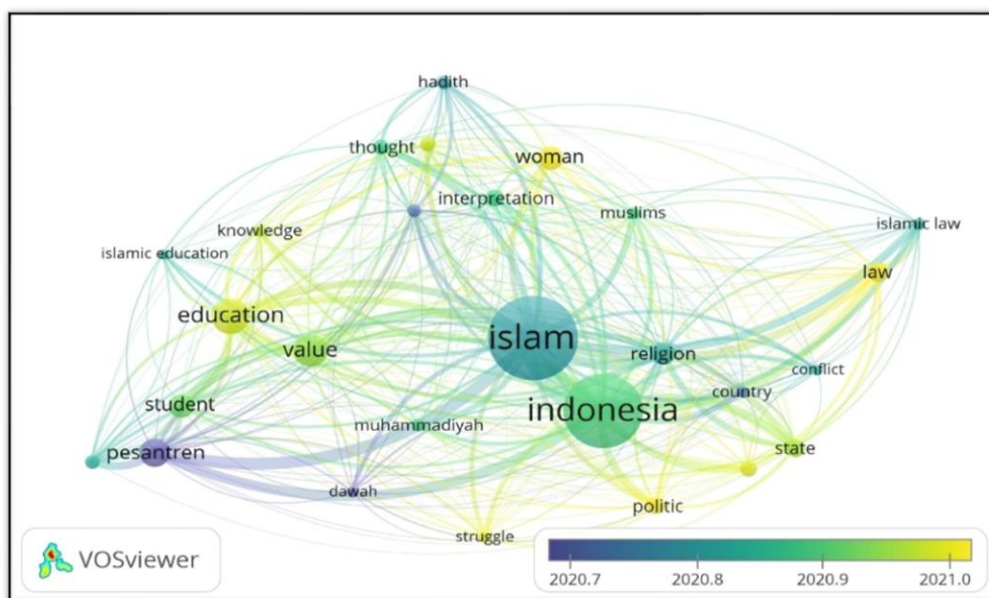 hadith
thought
woman
interpretation
muslims
knowledge
islamic law
islamic education
law
education
islam
value
religion
conflict
country
student
indonesia
muhammadiyah
pesantren
state
dawah
politic
struggle
VOSviewer
2020.7 2020.8 2020.9 2021.0